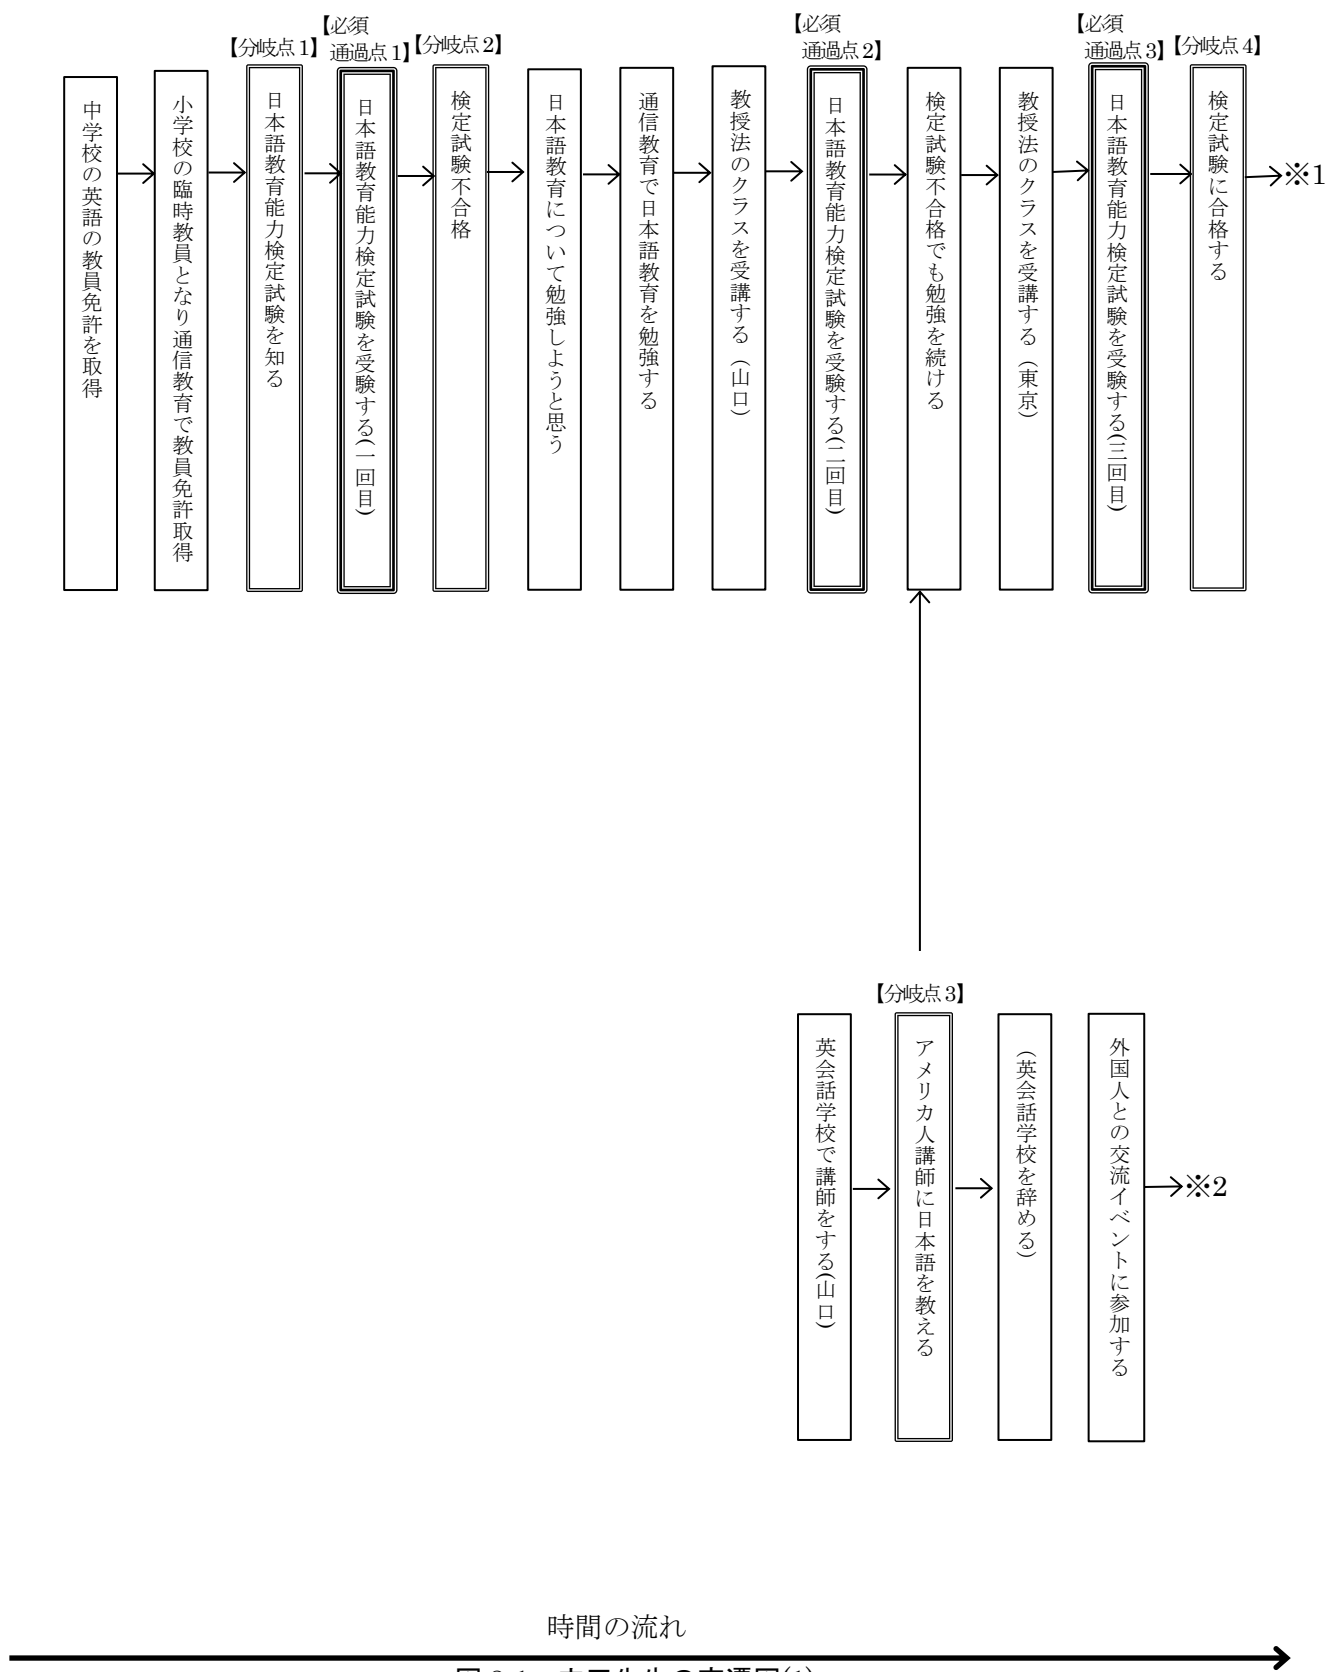 【分岐点1】
【必須
通過点1】
【分岐点2】
【必須
通過点2】
【必須
通過点3】
【分岐点4】
中学校の英語の教員免許を取得
小学校の臨時教員となり通信教育で教員免許取得
日本語教育能力検定試験を知る
日本語教育能力検定試験を受験する(一回目)
検定試験不合格
日本語教育について勉強しようと思う
通信教育で日本語教育を勉強する
教授法のクラスを受講する（山口）
日本語教育能力検定試験を受験する(二回目)
検定試験不合格でも勉強を続ける
教授法のクラスを受講する（東京）
日本語教育能力検定試験を受験する(三回目)
検定試験に合格する
※1
【分岐点3】
英会話学校で講師をする(山口)
アメリカ人講師に日本語を教える
（英会話学校を辞める）
外国人との交流イベントに参加する
※2
時間の流れ